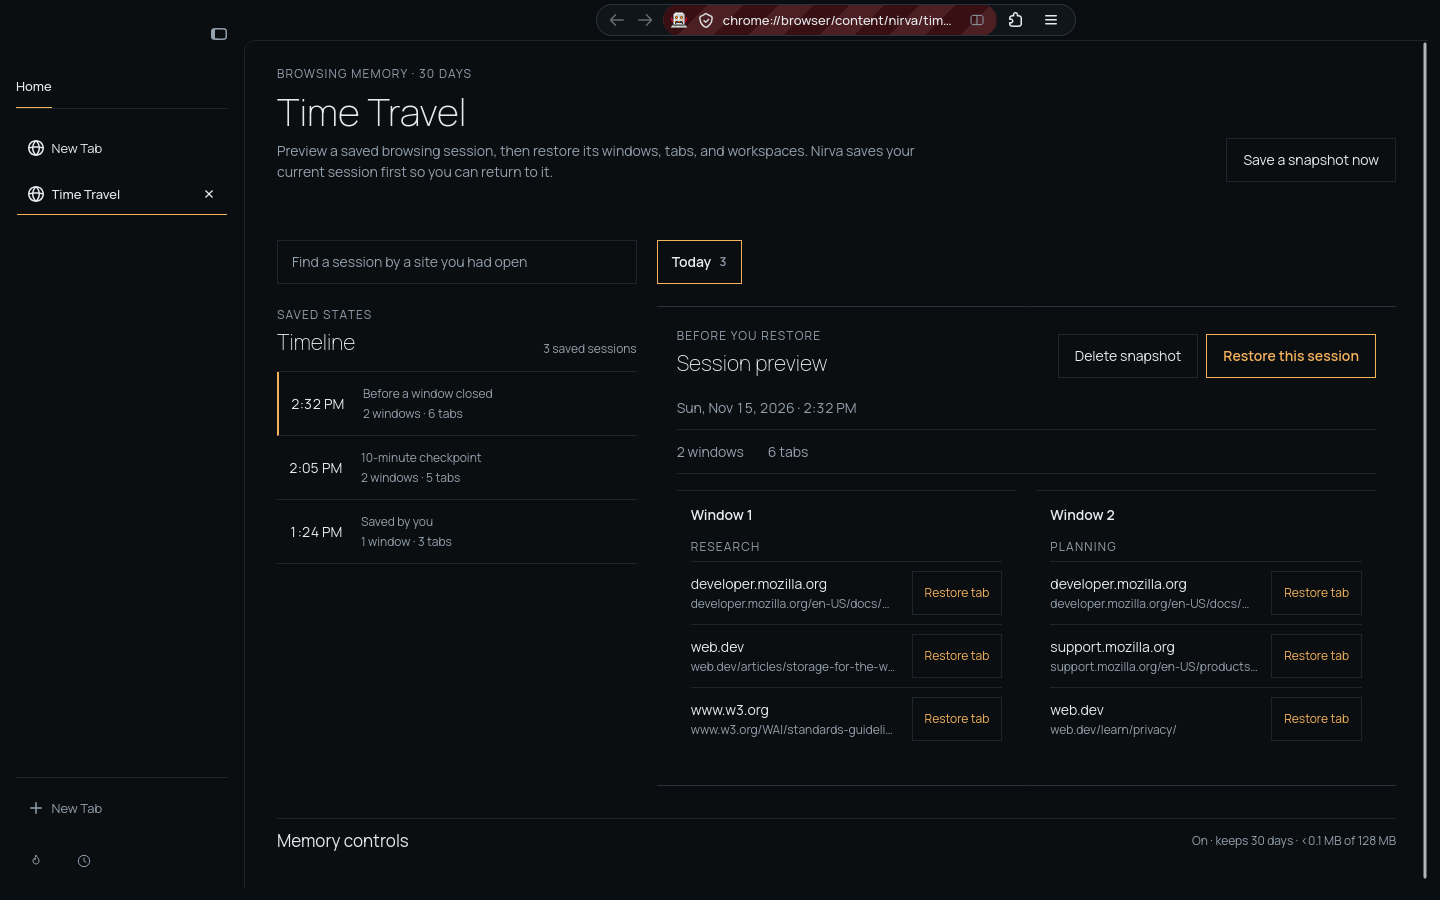 chrome://browser/content/nirva/tim...
Home
New Tab
Time Travel
New Tab
BROWSING MEMORY · 30 DAYS
Time Travel
Preview a saved browsing session, then restore its windows, tabs, and workspaces. Nirva saves your
current session first so you can return to it.
Save a snapshot now
Find a session by a site you had open
Today 3
SAVED STATES
Timeline
3 saved sessions
2:32 PM
Before a window closed
2 windows · 6 tabs
2:05 PM
10-minute checkpoint
2 windows · 5 tabs
1:24 PM
Saved by you
1 window · 3 tabs
BEFORE YOU RESTORE
Session preview
Delete snapshot
Restore this session
Sun, Nov 15, 2026 · 2:32 PM
2 windows 6 tabs
Window 1
RESEARCH
developer.mozilla.org
developer.mozilla.org/en-US/docs/...
Restore tab
web.dev
web.dev/articles/storage-for-the-w...
Restore tab
www.w3.org
www.w3.org/WAI/standards-guideli...
Restore tab
Window 2
PLANNING
developer.mozilla.org
developer.mozilla.org/en-US/docs/...
Restore tab
support.mozilla.org
support.mozilla.org/en-US/products...
Restore tab
web.dev
web.dev/learn/privacy/
Restore tab
Memory controls
On · keeps 30 days · <0.1 MB of 128 MB